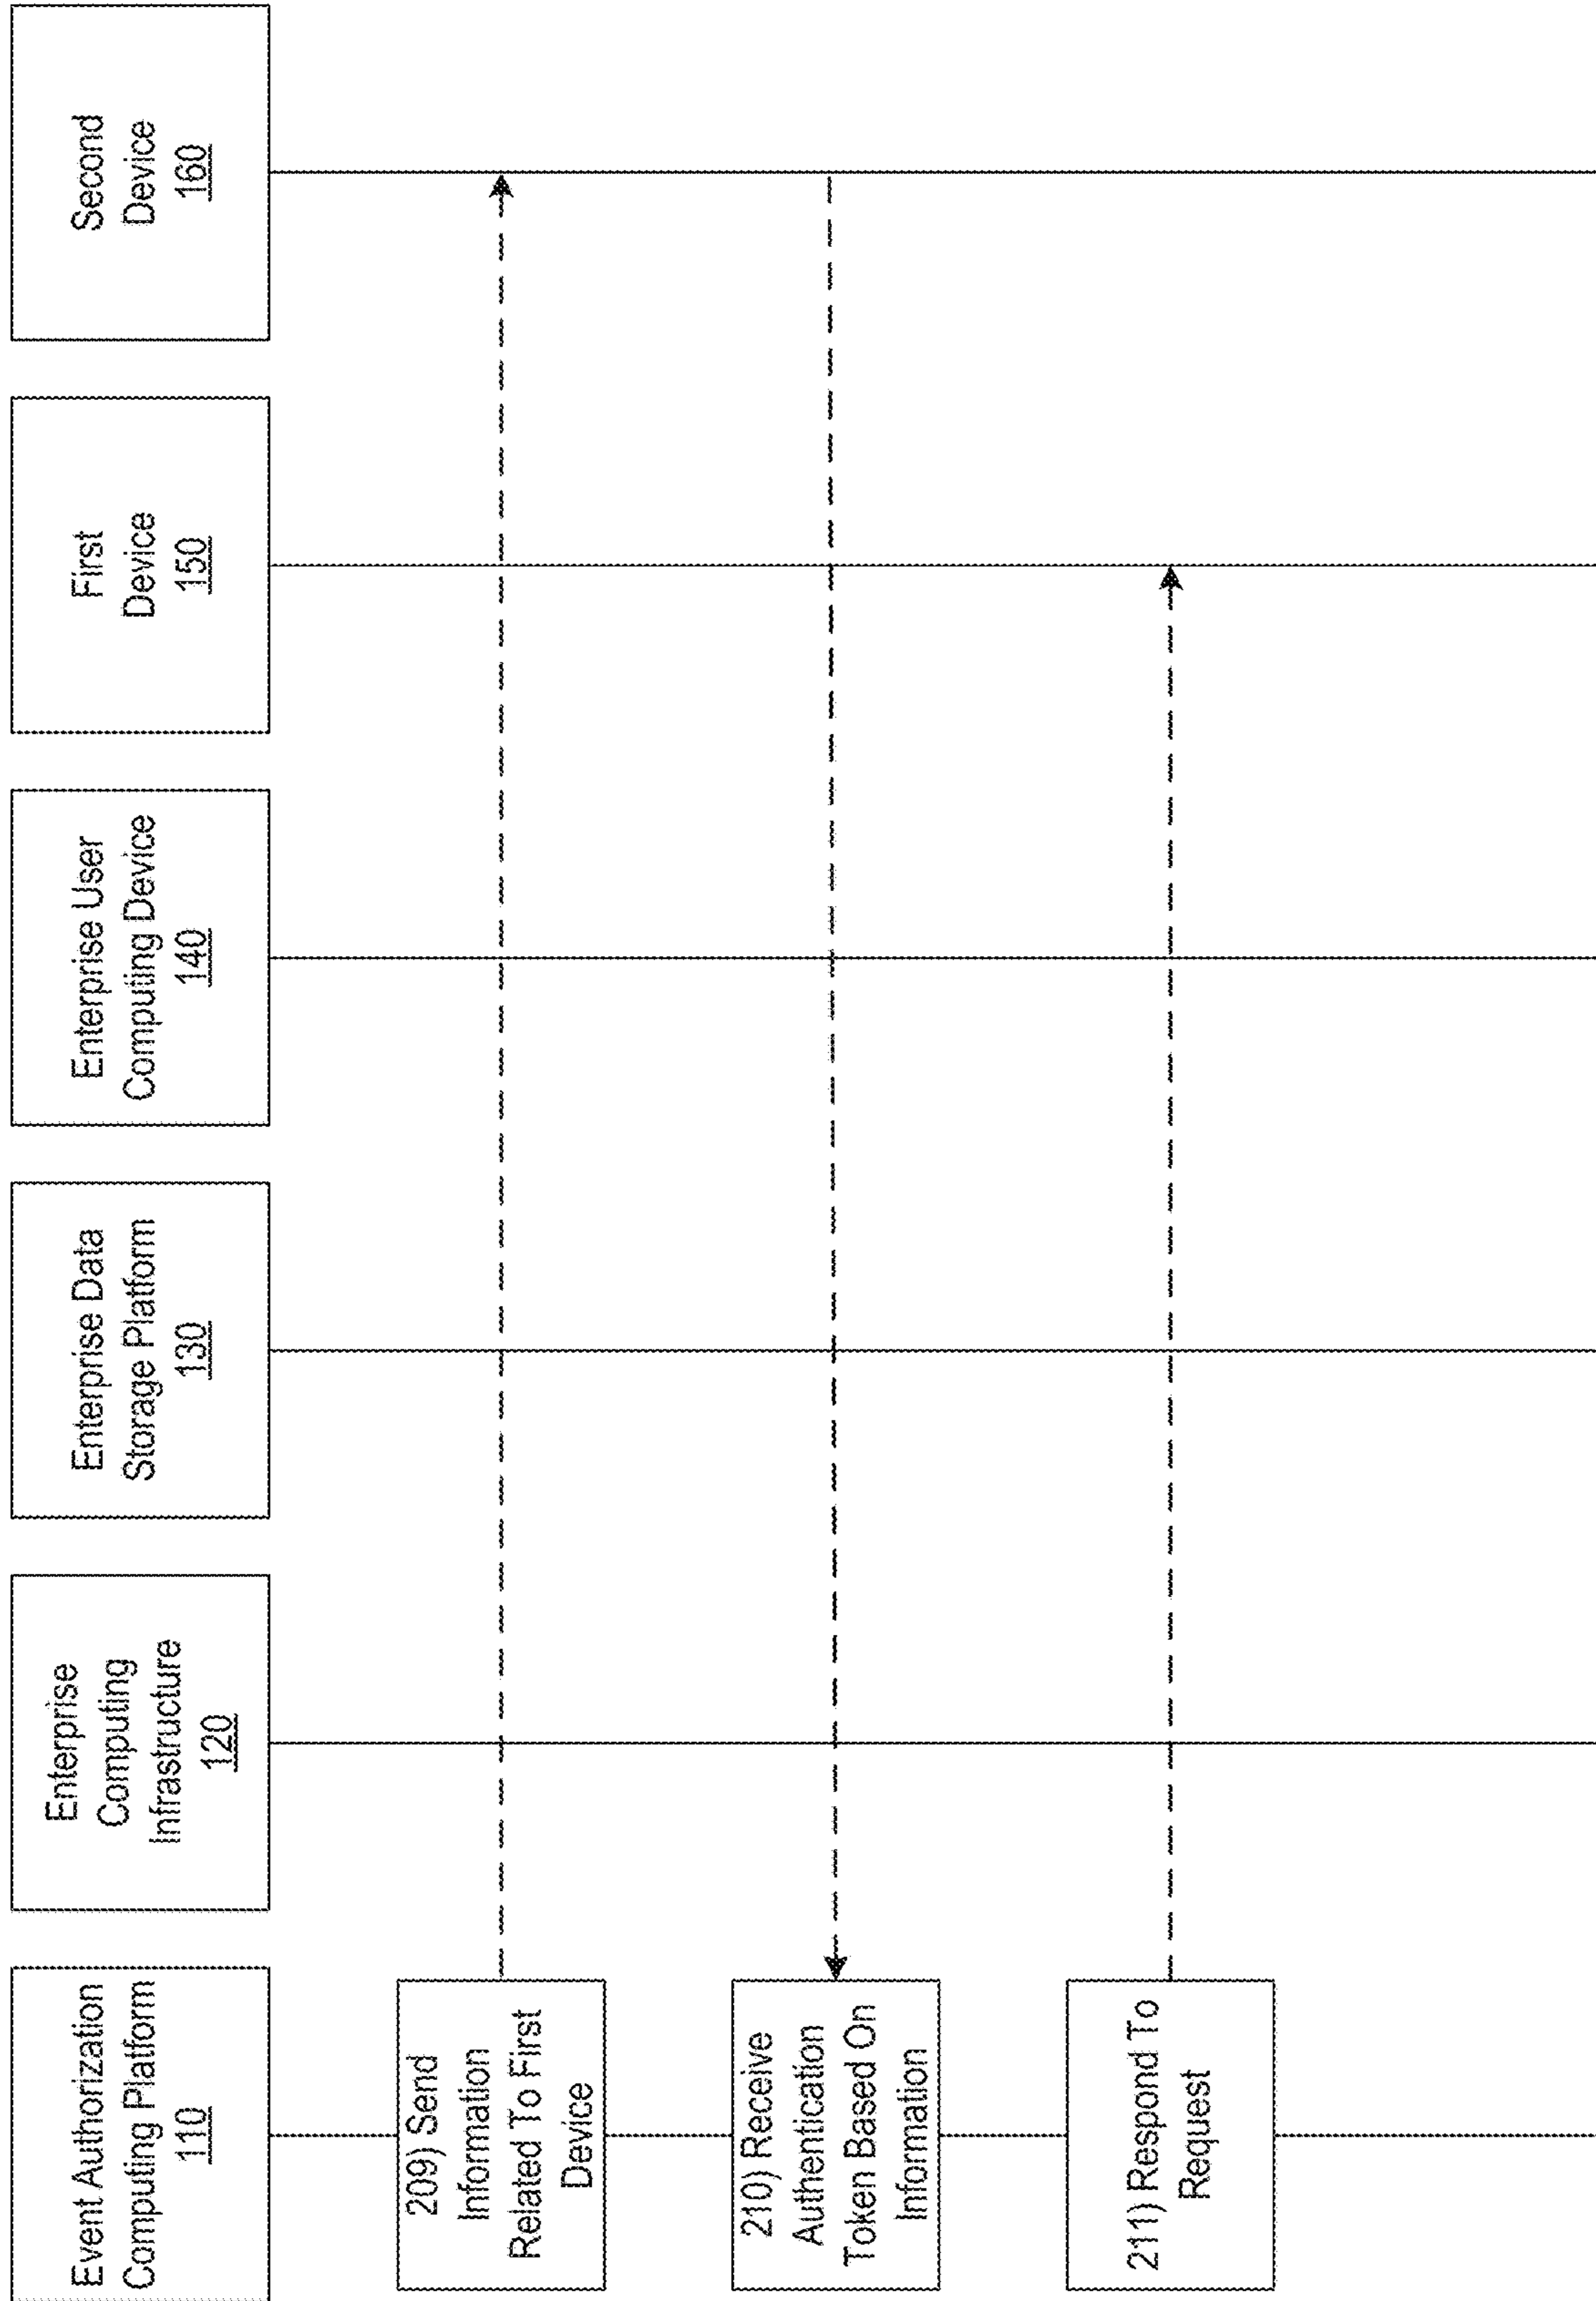 Event Authorization
Computing Platform
110
Enterprise
Computing
Infrastructure
120
Enterprise Data
Storage Platform
130
Enterprise User
Computing Device
140
First
Device
150
Second
Device
160
209) Send
Information
Related To First
Device
210) Receive
Authentication
Token Based On
Information
211) Respond To
Request